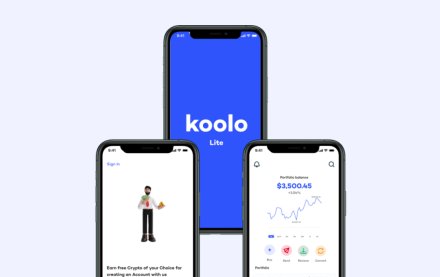 9:41
koolo
Lite
9:41
Sign in
Earn free Crypto of your Choice for
creating an Account with us
9:41
Portfolio balance
$3,500.45
Buy
Send
Receive
Convert
Portfolio